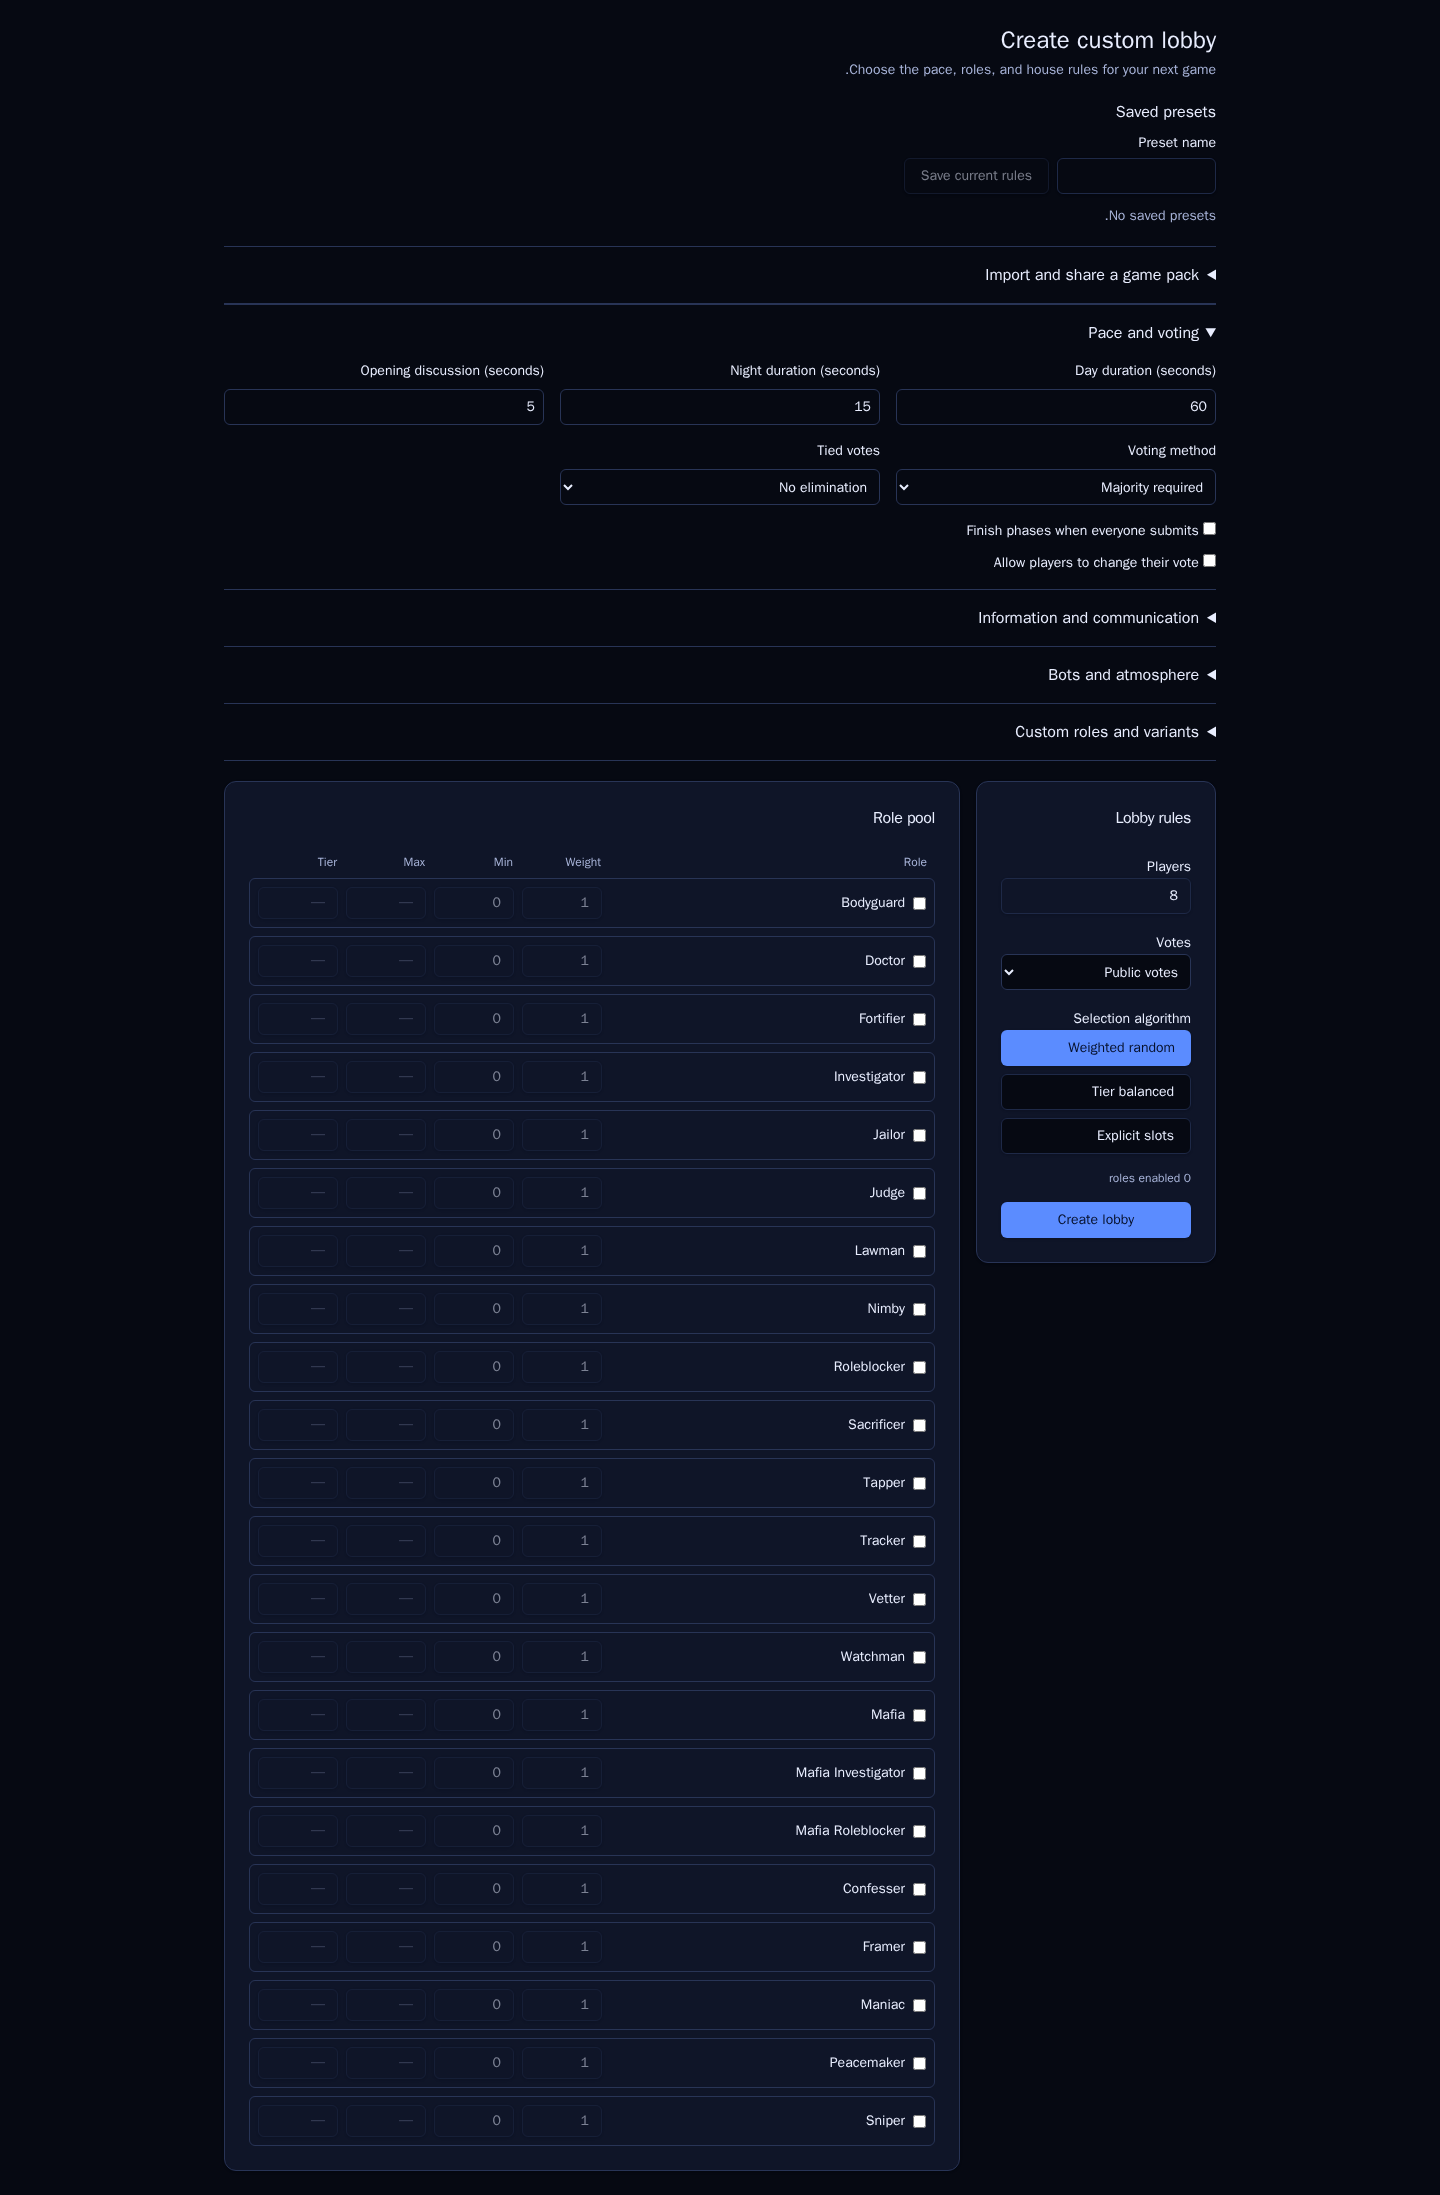 Create custom lobby
.Choose the pace, roles, and house rules for your next game
Saved presets
Preset name
Save current rules
.No saved presets
Import and share a game pack
Pace and voting
Day duration (seconds)
60
Night duration (seconds)
15
Opening discussion (seconds)
5
Voting method
Majority required
Tied votes
No elimination
Finish phases when everyone submits
Allow players to change their vote
Information and communication
Bots and atmosphere
Custom roles and variants
Lobby rules
Players
8
Votes
Public votes
Selection algorithm
Weighted random
Tier balanced
Explicit slots
roles enabled 0
Create lobby
Role pool
Role Weight Min Max Tier
Bodyguard 1 0 — —
Doctor 1 0 — —
Fortifier 1 0 — —
Investigator 1 0 — —
Jailor 1 0 — —
Judge 1 0 — —
Lawman 1 0 — —
Nimby 1 0 — —
Roleblocker 1 0 — —
Sacrificer 1 0 — —
Tapper 1 0 — —
Tracker 1 0 — —
Vetter 1 0 — —
Watchman 1 0 — —
Mafia 1 0 — —
Mafia Investigator 1 0 — —
Mafia Roleblocker 1 0 — —
Confesser 1 0 — —
Framer 1 0 — —
Maniac 1 0 — —
Peacemaker 1 0 — —
Sniper 1 0 — —